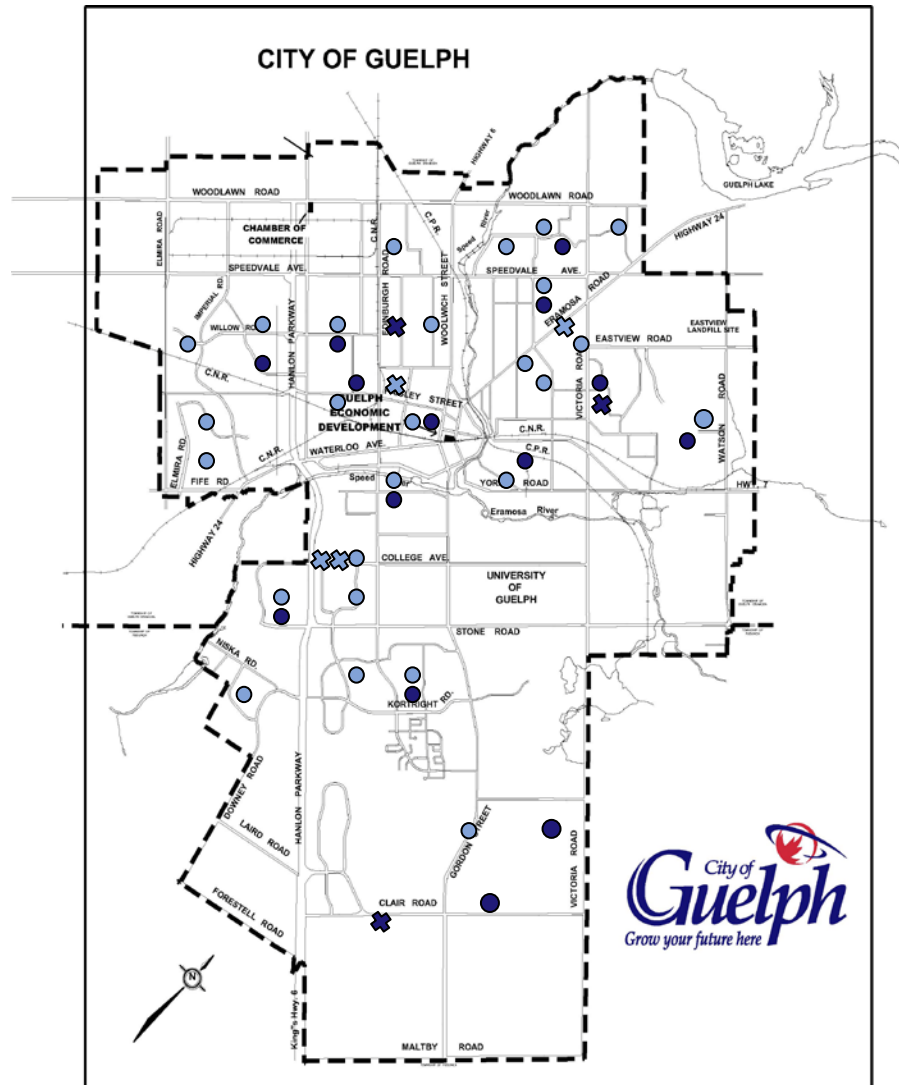 CITY OF GUELPH
HIGHWAY 6
GUELPH LAKE
WOODLAWN ROAD
WOODLAWN ROAD
ELMIRA ROAD
CHAMBER OF
COMMERCE
C.N.R.
C.P.R.
Speed
River
HIGHWAY 24
SPEEDVALE AVE.
SPEEDVALE AVE.
IMPERIAL RD.
HANLON PARKWAY
EDINBURGH ROAD
WOOLWICH STREET
ERAMOSA ROAD
WILLOW
EASTVIEW
LANDFILL SITE
EASTVIEW ROAD
C.N.R.
VICTORIA ROAD
WATSON ROAD
STREET
GUELPH
ECONOMIC
DEVELOPMENT
C.N.R.
C.P.R.
ELMIRA RD.
C.N.R.
WATERLOO AVE.
FIFE RD.
Speed
YORK ROAD
HWY. 7
HIGHWAY 24
Eramosa River
COLLEGE AVE.
UNIVERSITY
OF
GUELPH
STONE ROAD
NISKA RD.
KORTRIGHT RD.
DOWNEY ROAD
HANLON PARKWAY
LAIRD ROAD
GORDON STREET
VICTORIA ROAD
FORESTELL ROAD
CLAIR ROAD
City of
Guelph
Grow your future here
N
King"s Hwy. 6
MALTBY ROAD